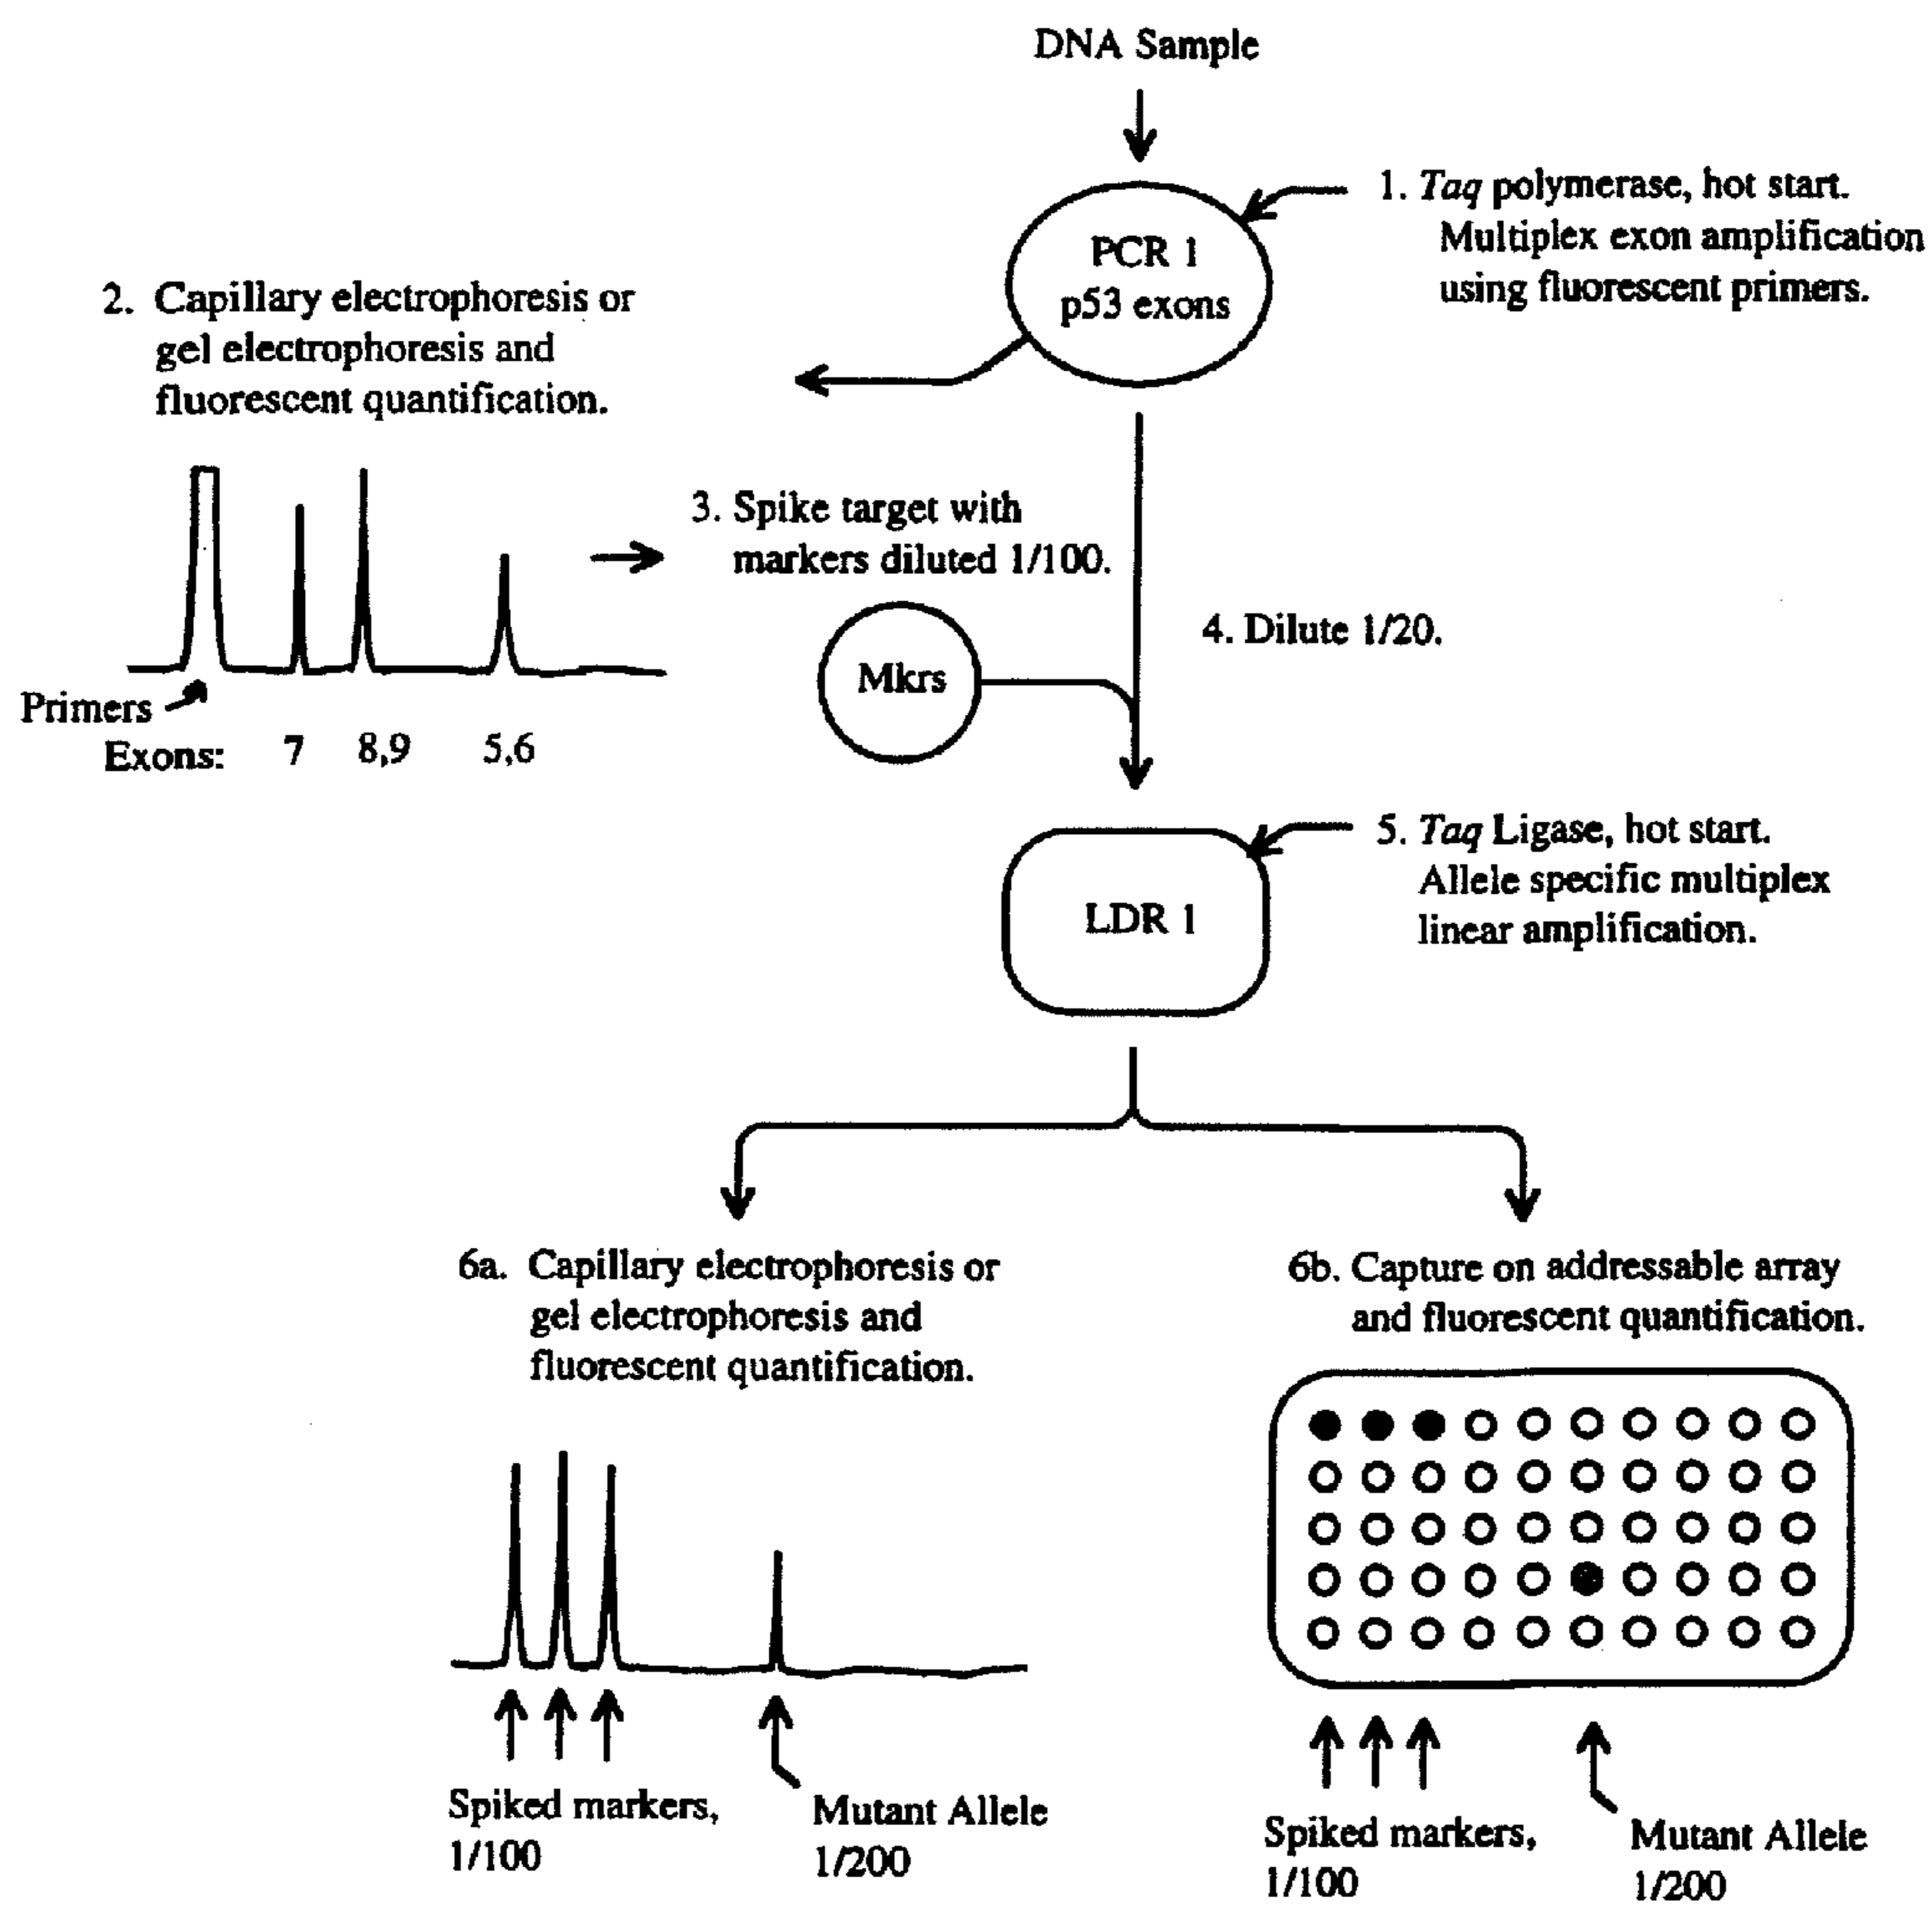 DNA Sample
1. Taq polymerase, hot start.
Multiplex exon amplification
using fluorescent primers.
PCR 1
p53 exons
2. Capillary electrophoresis or
gel electrophoresis and
fluorescent quantification.
3. Spike target with
markers diluted 1/100.
4. Dilute 1/20.
Mkrs
Primers
Exons: 7 8,9 5,6
5. Taq Ligase, hot start.
Allele specific multiplex
linear amplification.
LDR 1
6a. Capillary electrophoresis or
gel electrophoresis and
fluorescent quantification.
6b. Capture on addressable array
and fluorescent quantification.
Spiked markers,
1/100
Mutant Allele
1/200
Spiked markers,
1/100
Mutant Allele
1/200